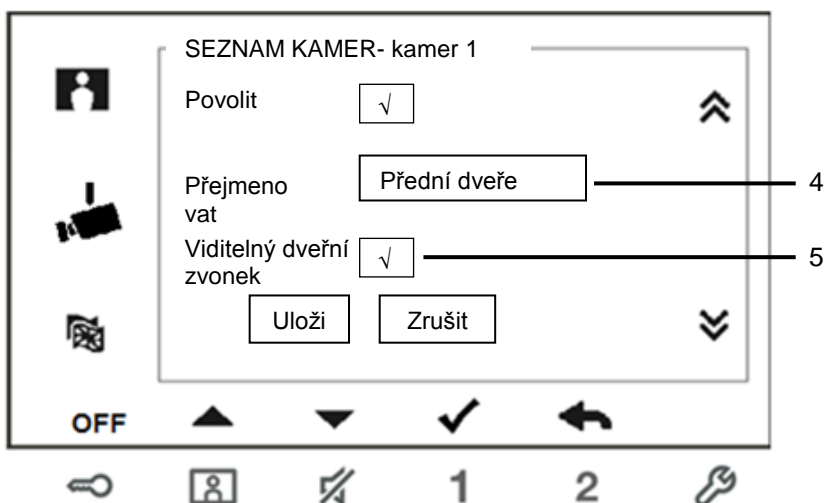 SEZNAM KAMER- kamer 1
Povolit √
Přejmeno
vat
Přední dveře 4
Viditelný dveřní
zvonek
√ 5
Uloži Zrušit
OFF
1 2